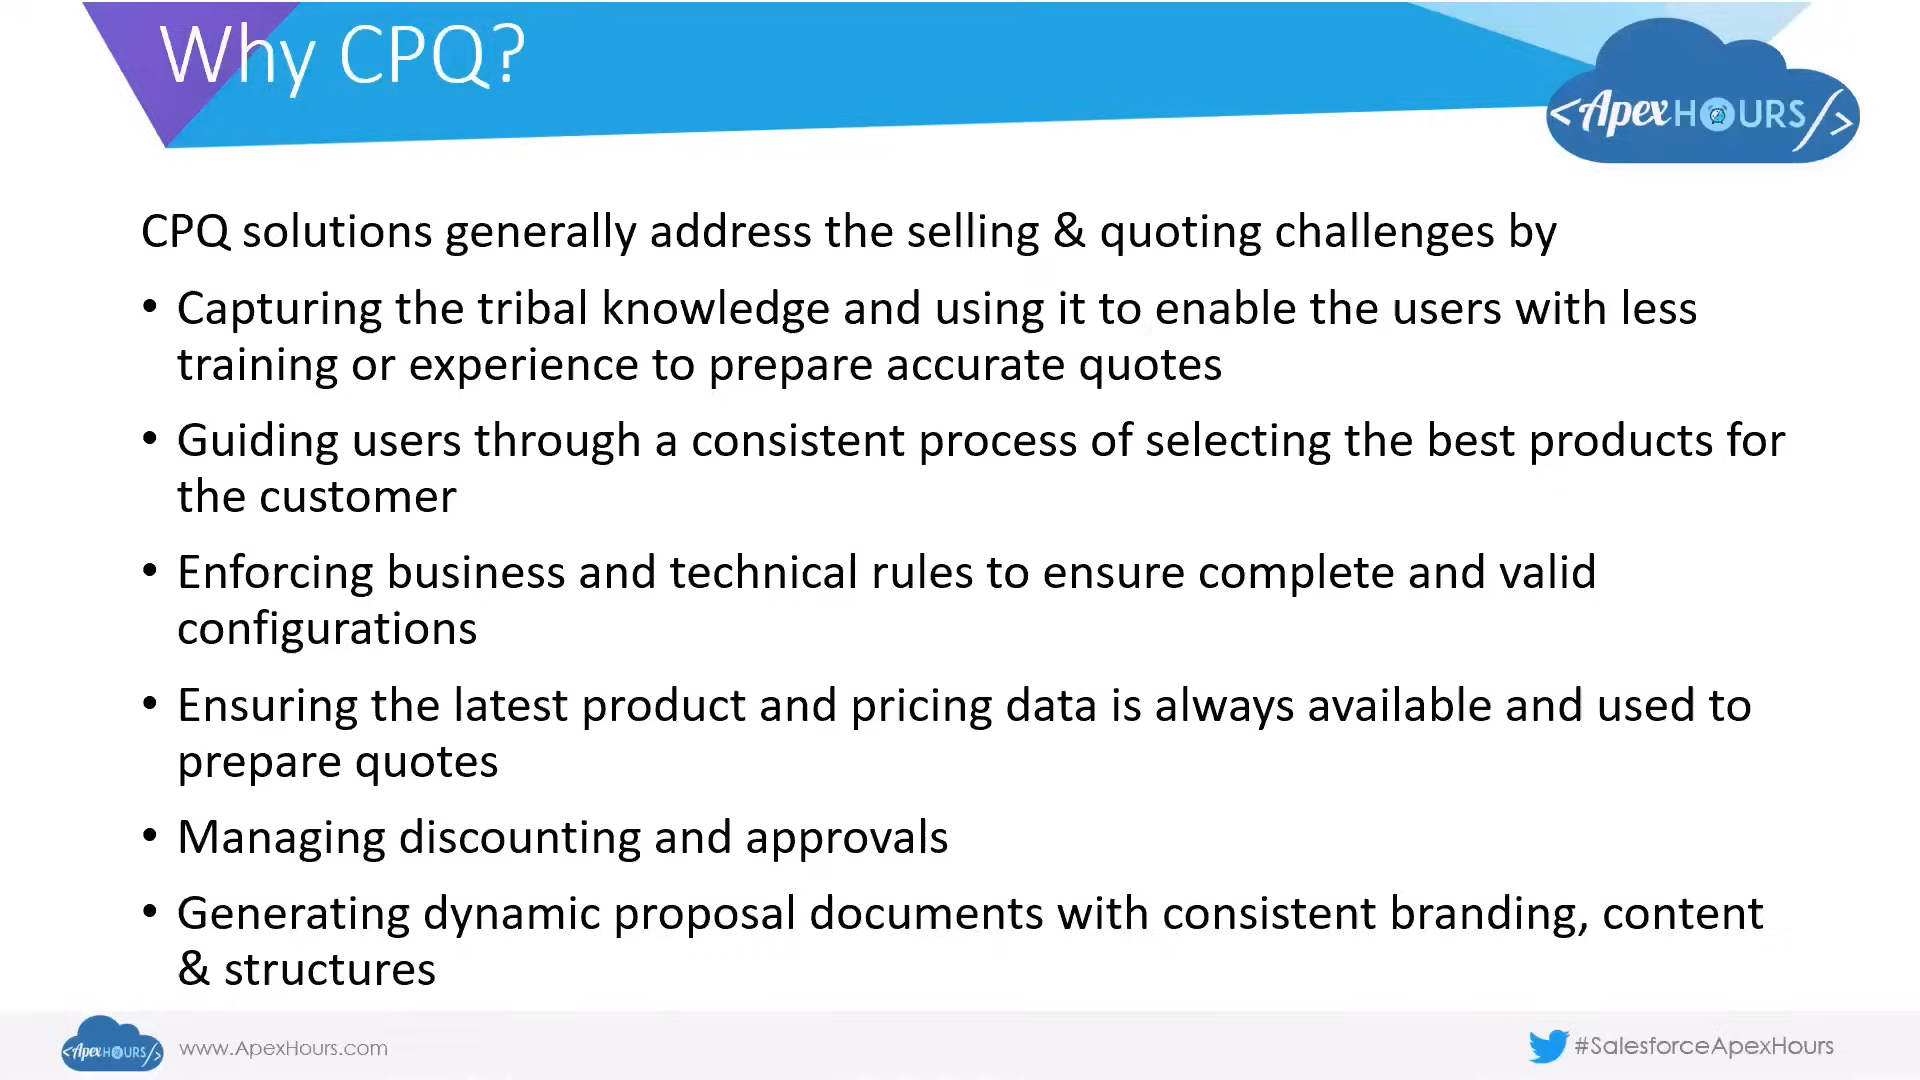 Why CPQ?
<ApexHOURS/>
CPQ solutions generally address the selling & quoting challenges by
• Capturing the tribal knowledge and using it to enable the users with less
training or experience to prepare accurate quotes
• Guiding users through a consistent process of selecting the best products for
the customer
• Enforcing business and technical rules to ensure complete and valid
configurations
• Ensuring the latest product and pricing data is always available and used to
prepare quotes
• Managing discounting and approvals
• Generating dynamic proposal documents with consistent branding, content
& structures
<ApexHOURS/> www.ApexHours.com
#SalesforceApexHours